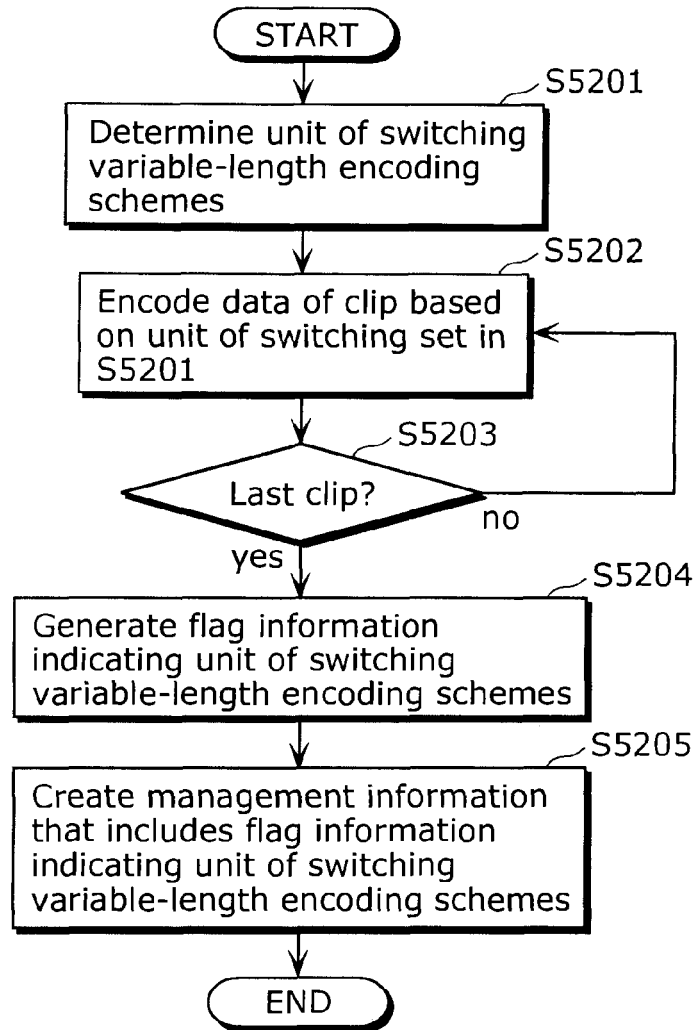 START
S5201
Determine unit of switching
variable-length encoding
schemes
S5202
Encode data of clip based
on unit of switching set in
S5201
S5203
Last clip?
no
yes
S5204
Generate flag information
indicating unit of switching
variable-length encoding schemes
S5205
Create management information
that includes flag information
indicating unit of switching
variable-length encoding schemes
END